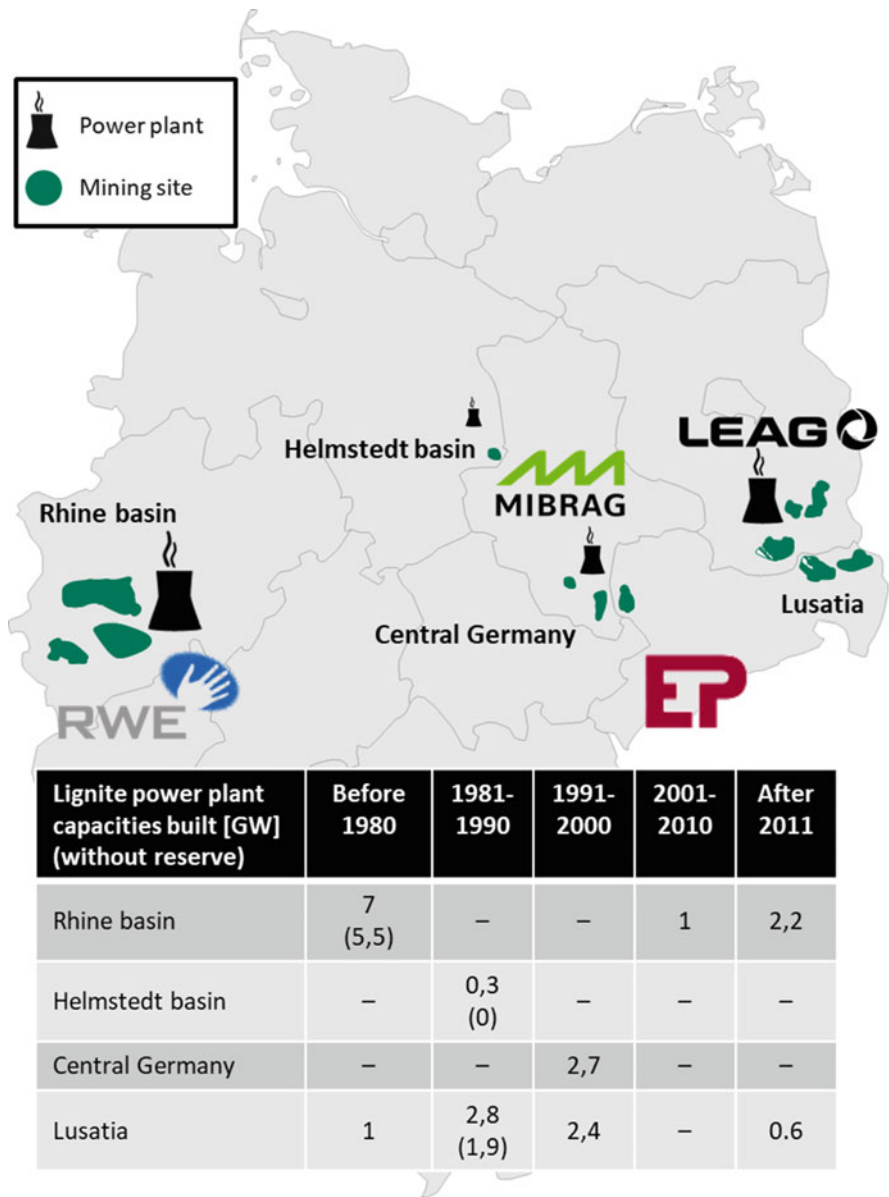 Power plant
Mining site
Helmstedt basin
LEAG
MIBRAG
Rhine basin
Lusatia
Central Germany
RWE
EP
Lignite power plant capacities built [GW] (without reserve) Before 1980 1981-1990 1991-2000 2001-2010 After 2011
Rhine basin 7 (5,5) – – 1 2,2
Helmstedt basin – 0,3 (0) – – –
Central Germany – – 2,7 – –
Lusatia 1 2,8 (1,9) 2,4 – 0.6